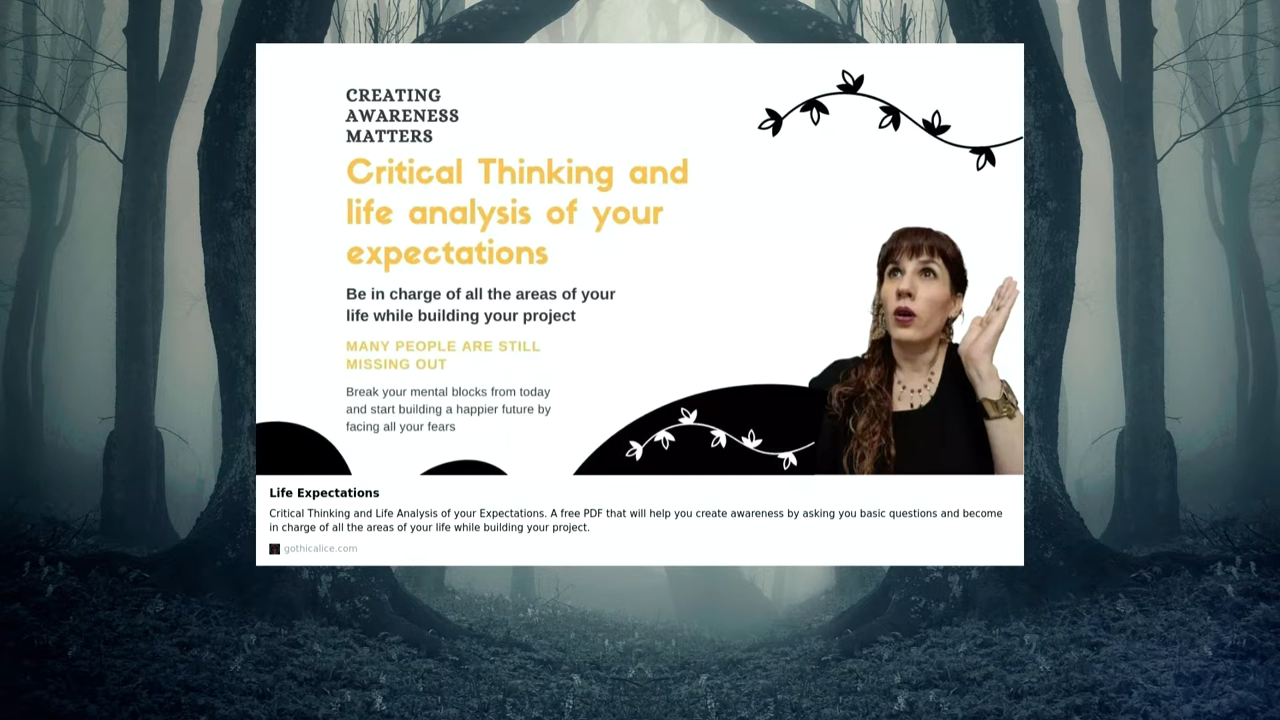 CREATING
AWARENESS
MATTERS
Critical Thinking and
life analysis of your
expectations
Be in charge of all the areas of your
life while building your project
MANY PEOPLE ARE STILL
MISSING OUT
Break your mental blocks from today
and start building a happier future by
facing all your fears
Life Expectations
Critical Thinking and Life Analysis of your Expectations. A free PDF that will help you create awareness by asking you basic questions and become
in charge of all the areas of your life while building your project.
gothicalice.com